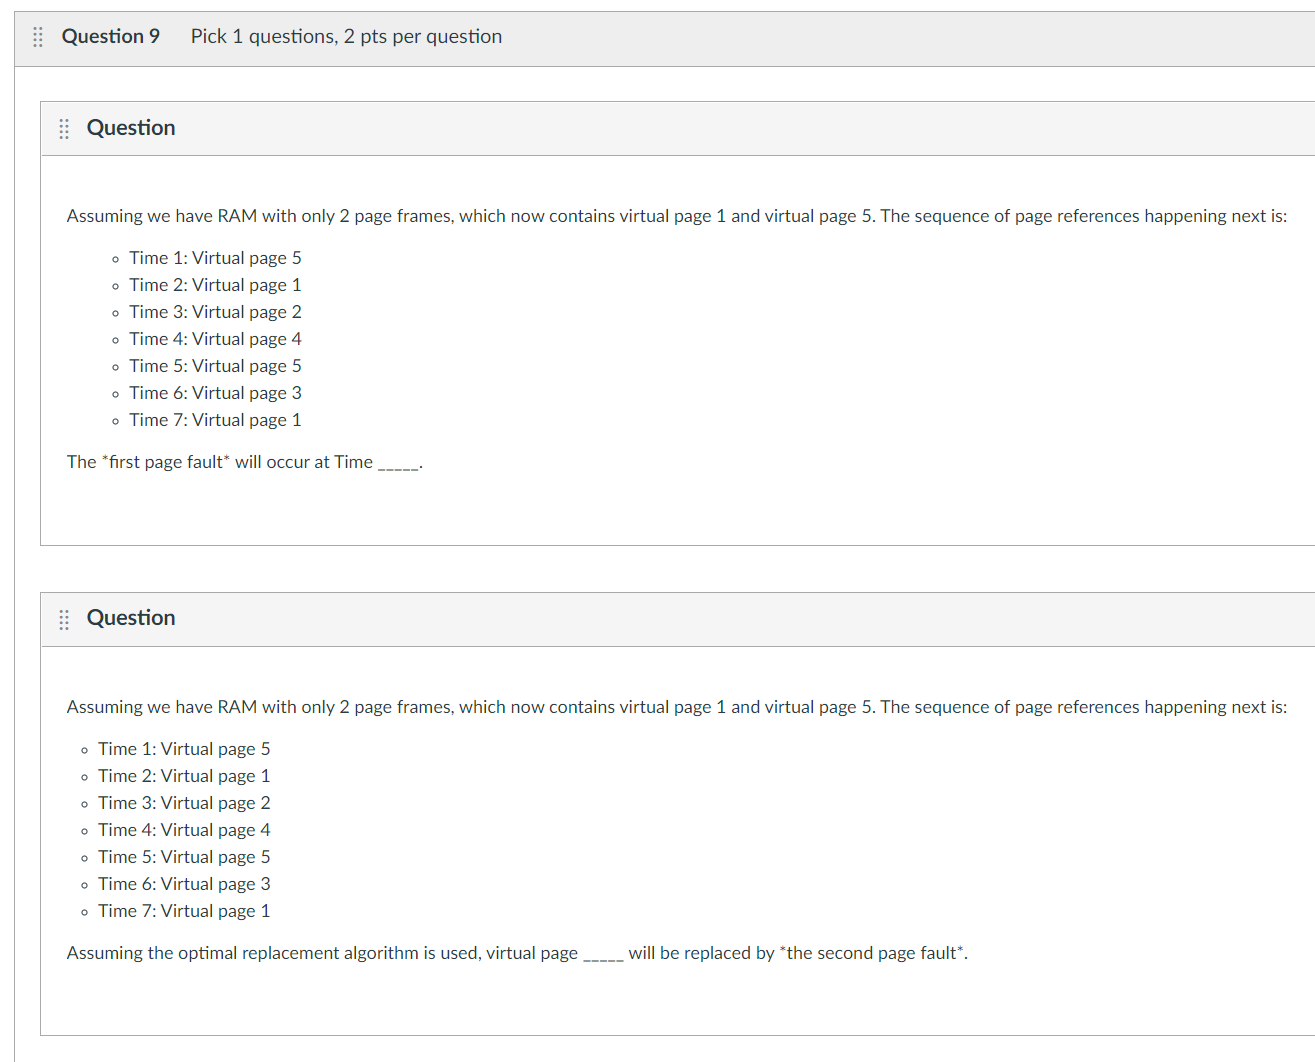 Question 9 Pick 1 questions, 2 pts per question
Question
Assuming we have RAM with only 2 page frames, which now contains virtual page 1 and virtual page 5. The sequence of page references happening next is:
Time 1: Virtual page 5
Time 2: Virtual page 1
Time 3: Virtual page 2
Time 4: Virtual page 4
Time 5: Virtual page 5
Time 6: Virtual page 3
Time 7: Virtual page 1
The *first page fault* will occur at Time _____.
Question
Assuming we have RAM with only 2 page frames, which now contains virtual page 1 and virtual page 5. The sequence of page references happening next is:
Time 1: Virtual page 5
Time 2: Virtual page 1
Time 3: Virtual page 2
Time 4: Virtual page 4
Time 5: Virtual page 5
Time 6: Virtual page 3
Time 7: Virtual page 1
Assuming the optimal replacement algorithm is used, virtual page _____ will be replaced by *the second page fault*.